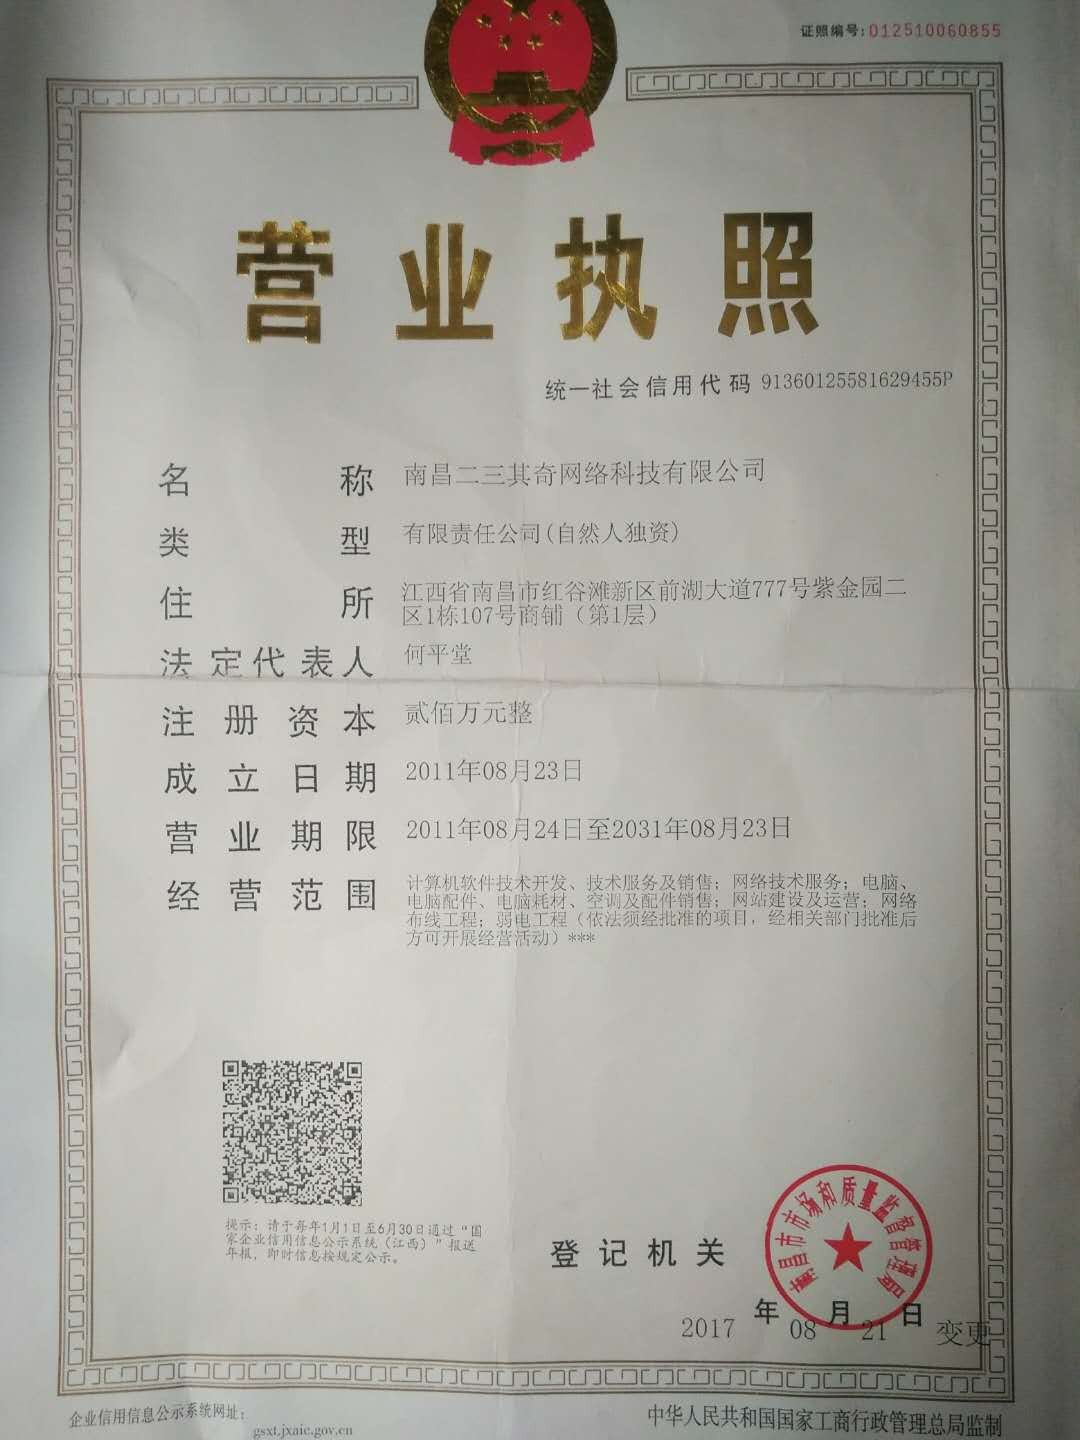 证照编号:012510060855
营业执照
统一社会信用代码 91360125581629455P
名称 南昌二三其奇网络科技有限公司
类型 有限责任公司(自然人独资)
住所 江西省南昌市红谷滩新区前湖大道777号紫金园二
区1栋107号商铺（第1层）
法定代表人 何平堂
注册资本 贰佰万元整
成立日期 2011年08月23日
营业期限 2011年08月24日至2031年08月23日
经营范围 计算机软件技术开发、技术服务及销售；网络技术服务；电脑、
电脑配件、电脑耗材、空调及配件销售；网站建设及运营；网络
布线工程；弱电工程（依法须经批准的项目，经相关部门批准后
方可开展经营活动）***
提示：请于每年1月1日至6月30日通过“国
家企业信用信息公示系统（江西）”报送
年报，即时信息按规定公示。
登记机关
南昌市市场和质量监督管理局
2017年08月21日 变更
企业信用信息公示系统网址：
gsxt.jxaic.gov.cn
中华人民共和国国家工商行政管理总局监制